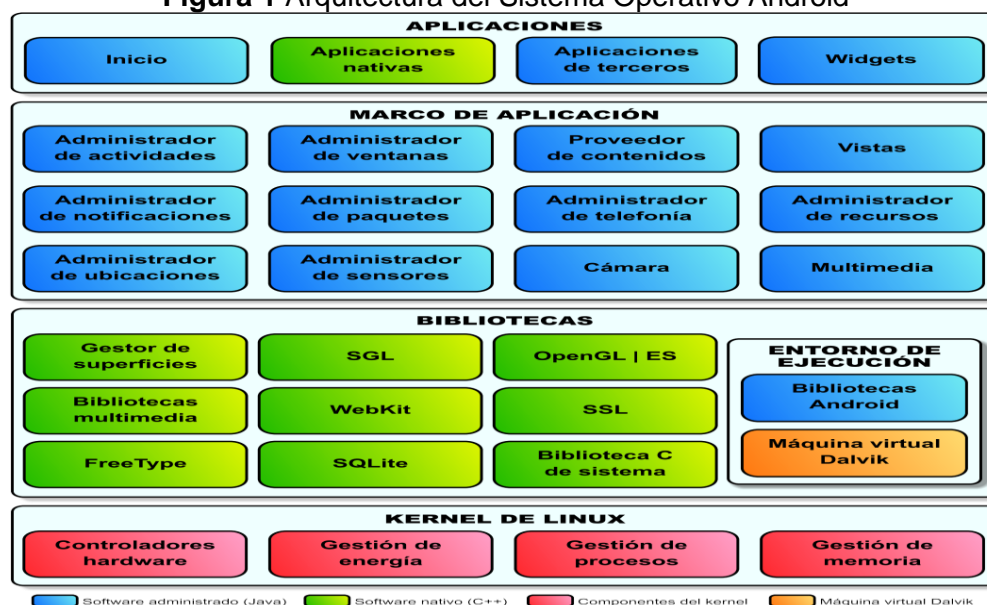 Figura 1 Arquitectura del Sistema Operativo Android
APLICACIONES
Inicio
Aplicaciones
nativas
Aplicaciones
de terceros
Widgets
MARCO DE APLICACIÓN
Administrador
de actividades
Administrador
de ventanas
Proveedor
de contenidos
Vistas
Administrador
de notificaciones
Administrador
de paquetes
Administrador
de telefonía
Administrador
de recursos
Administrador
de ubicaciones
Administrador
de sensores
Cámara
Multimedia
BIBLIOTECAS
Gestor de
superficies
SGL
OpenGL | ES
Bibliotecas
multimedia
WebKit
SSL
FreeType
SQLite
Biblioteca C
de sistema
ENTORNO DE
EJECUCIÓN
Bibliotecas
Android
Máquina virtual
Dalvik
KERNEL DE LINUX
Controladores
hardware
Gestión de
energía
Gestión de
procesos
Gestión de
memoria
Software administrado (Java)
Software nativo (C++)
Componentes del kernel
Máquina virtual Dalvik